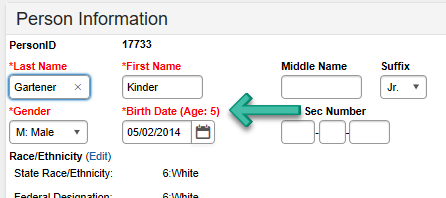 Person Information
PersonID 17733
*Last Name *First Name Middle Name Suffix
Gartener × Kinder Jr.
*Gender *Birth Date (Age: 5) Sec Number
M: Male 05/02/2014 - -
Race/Ethnicity (Edit)
State Race/Ethnicity: 6:White
Federal Designation: 6:White